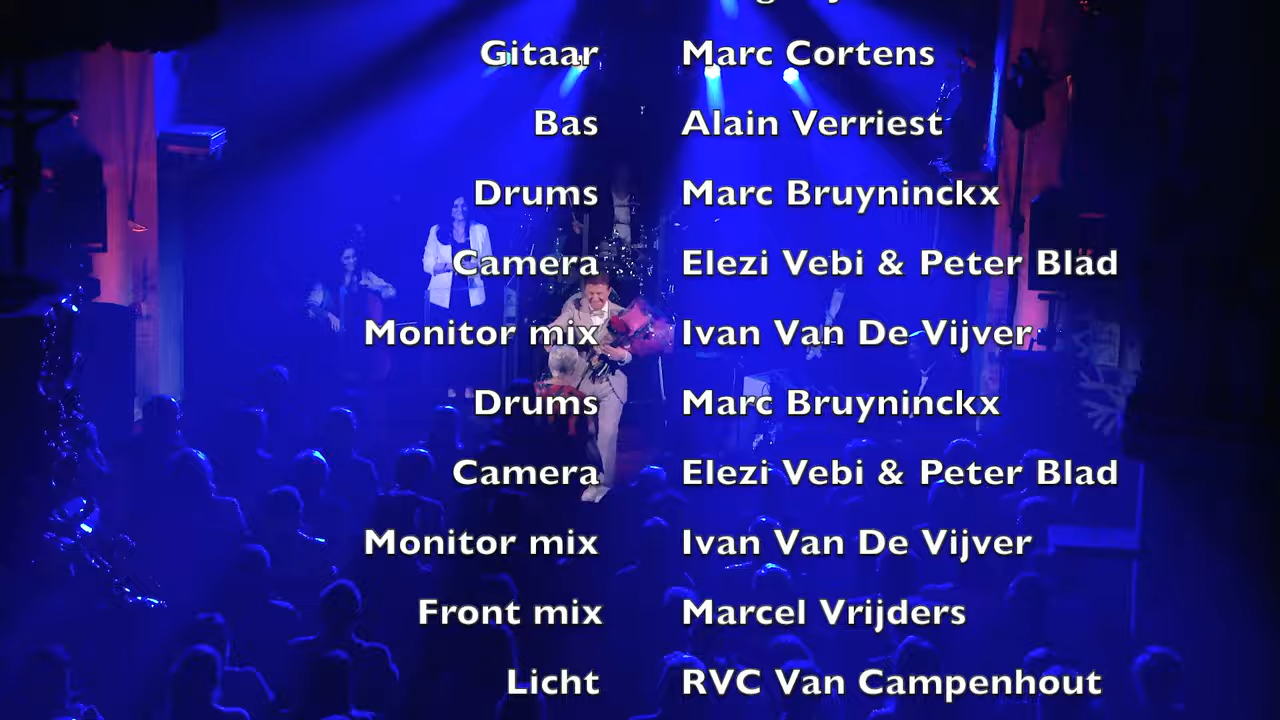 Gitaar Marc Cortens
Bas Alain Verriest
Drums Marc Bruyninckx
Camera Elezi Vebi & Peter Blad
Monitor mix Ivan Van De Vijver
Drums Marc Bruyninckx
Camera Elezi Vebi & Peter Blad
Monitor mix Ivan Van De Vijver
Front mix Marcel Vrijders
Licht RVC Van Campenhout